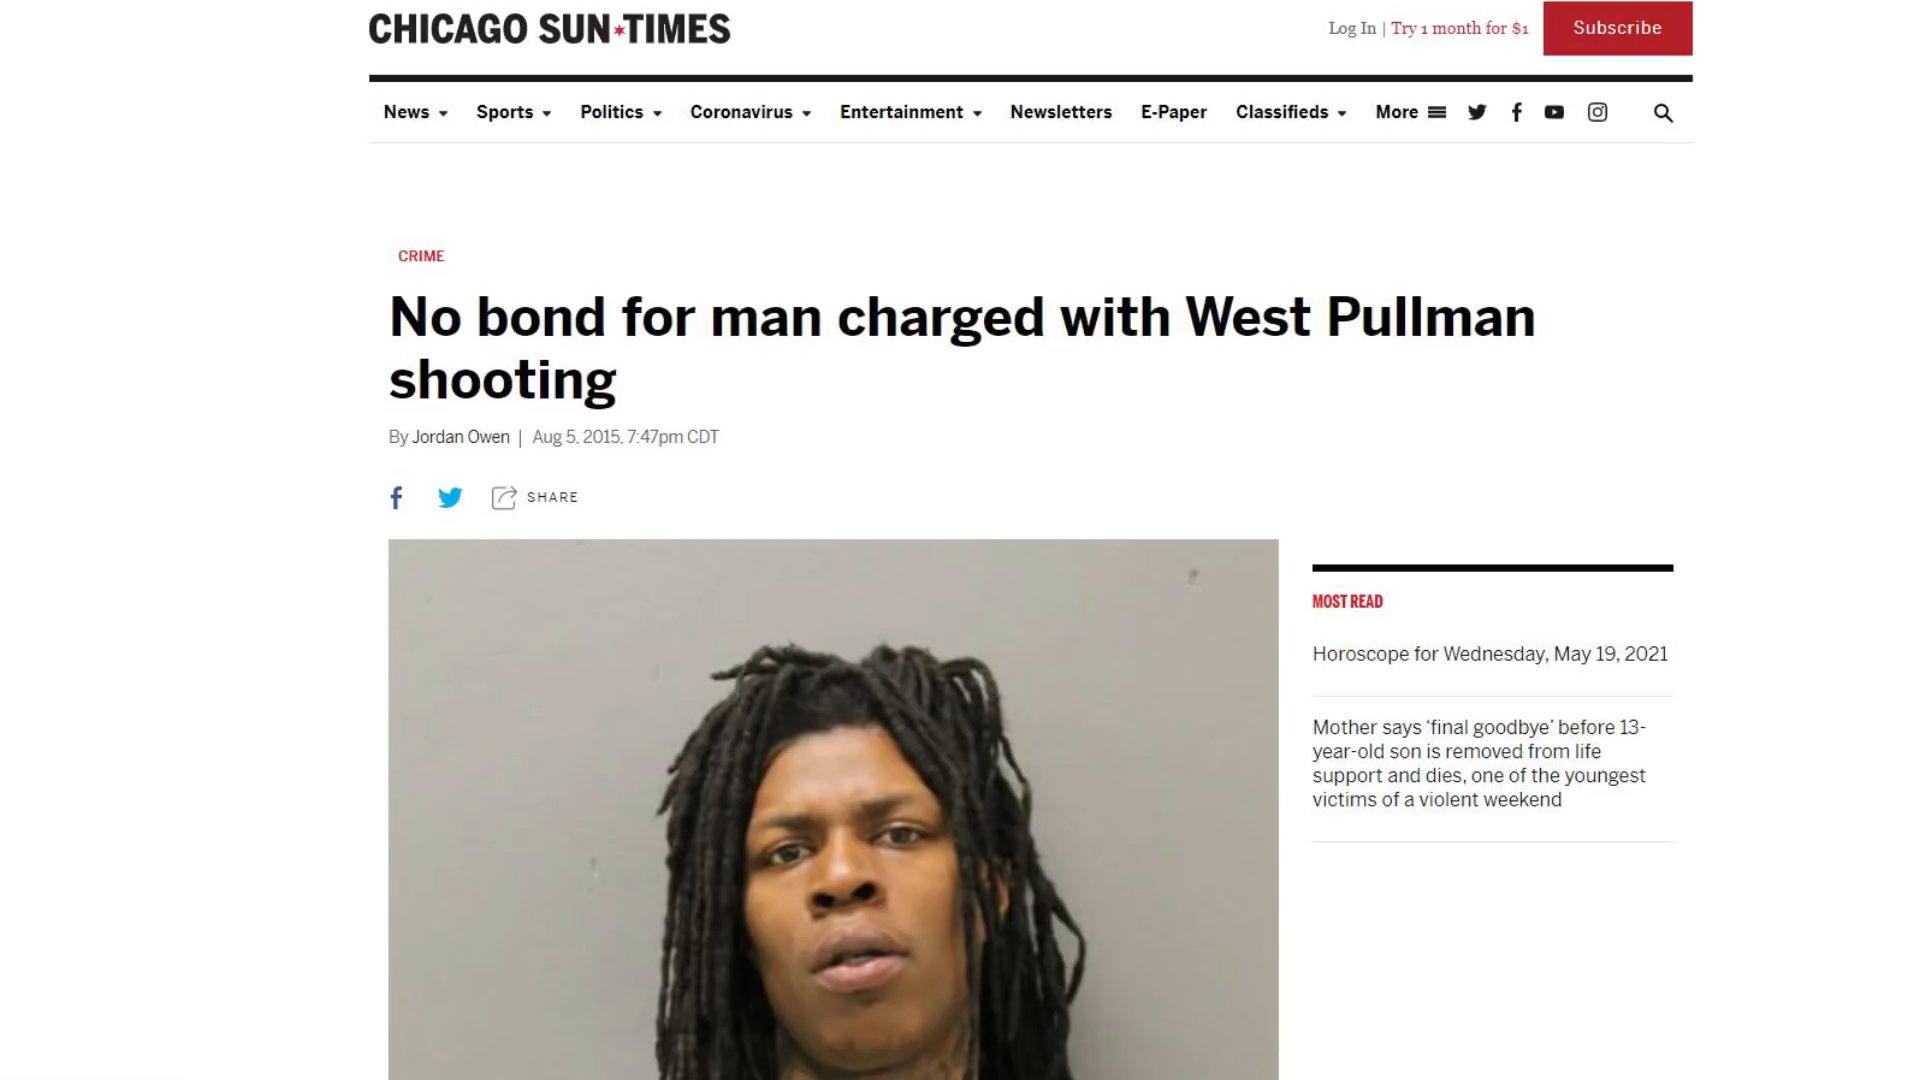 CHICAGO SUN★TIMES
Log In | Try 1 month for $1
Subscribe
News Sports Politics Coronavirus Entertainment Newsletters E-Paper Classifieds More
CRIME
No bond for man charged with West Pullman
shooting
By Jordan Owen | Aug 5, 2015, 7:47pm CDT
SHARE
MOST READ
Horoscope for Wednesday, May 19, 2021
Mother says ‘final goodbye’ before 13-
year-old son is removed from life
support and dies, one of the youngest
victims of a violent weekend